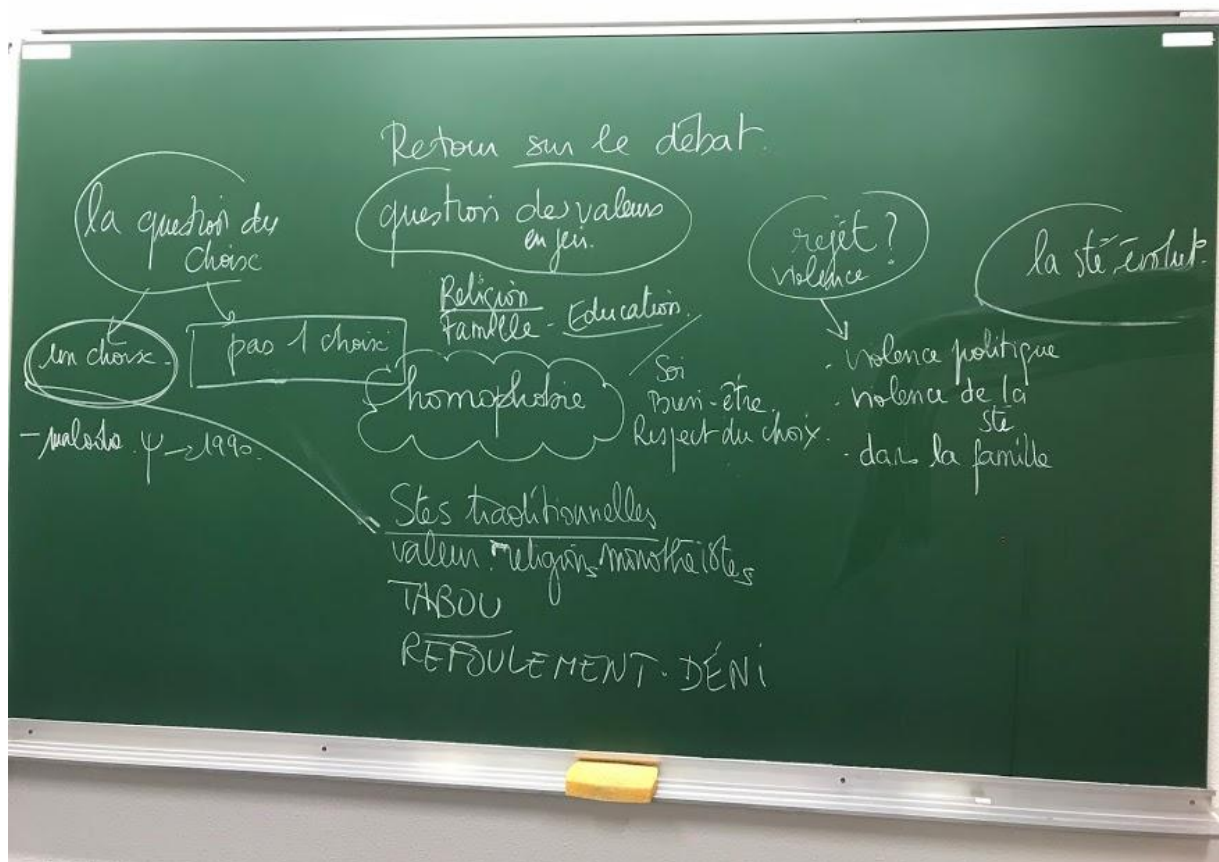 Retour sur le débat.
la question du
choix
un choix
pas 1 choix
- maladie ψ → 1990.
question des valeurs
en jeu.
Religion
Famille - Education.
homophobie
Soi
Bien-être.
Respect du choix.
Stes traditionnelles
valeur religions monothéistes
TABOU
REFOULEMENT. DÉNI
rejet ?
violence ?
. violence politique
. violence de la
sté
. dans la famille
la sté évolut.